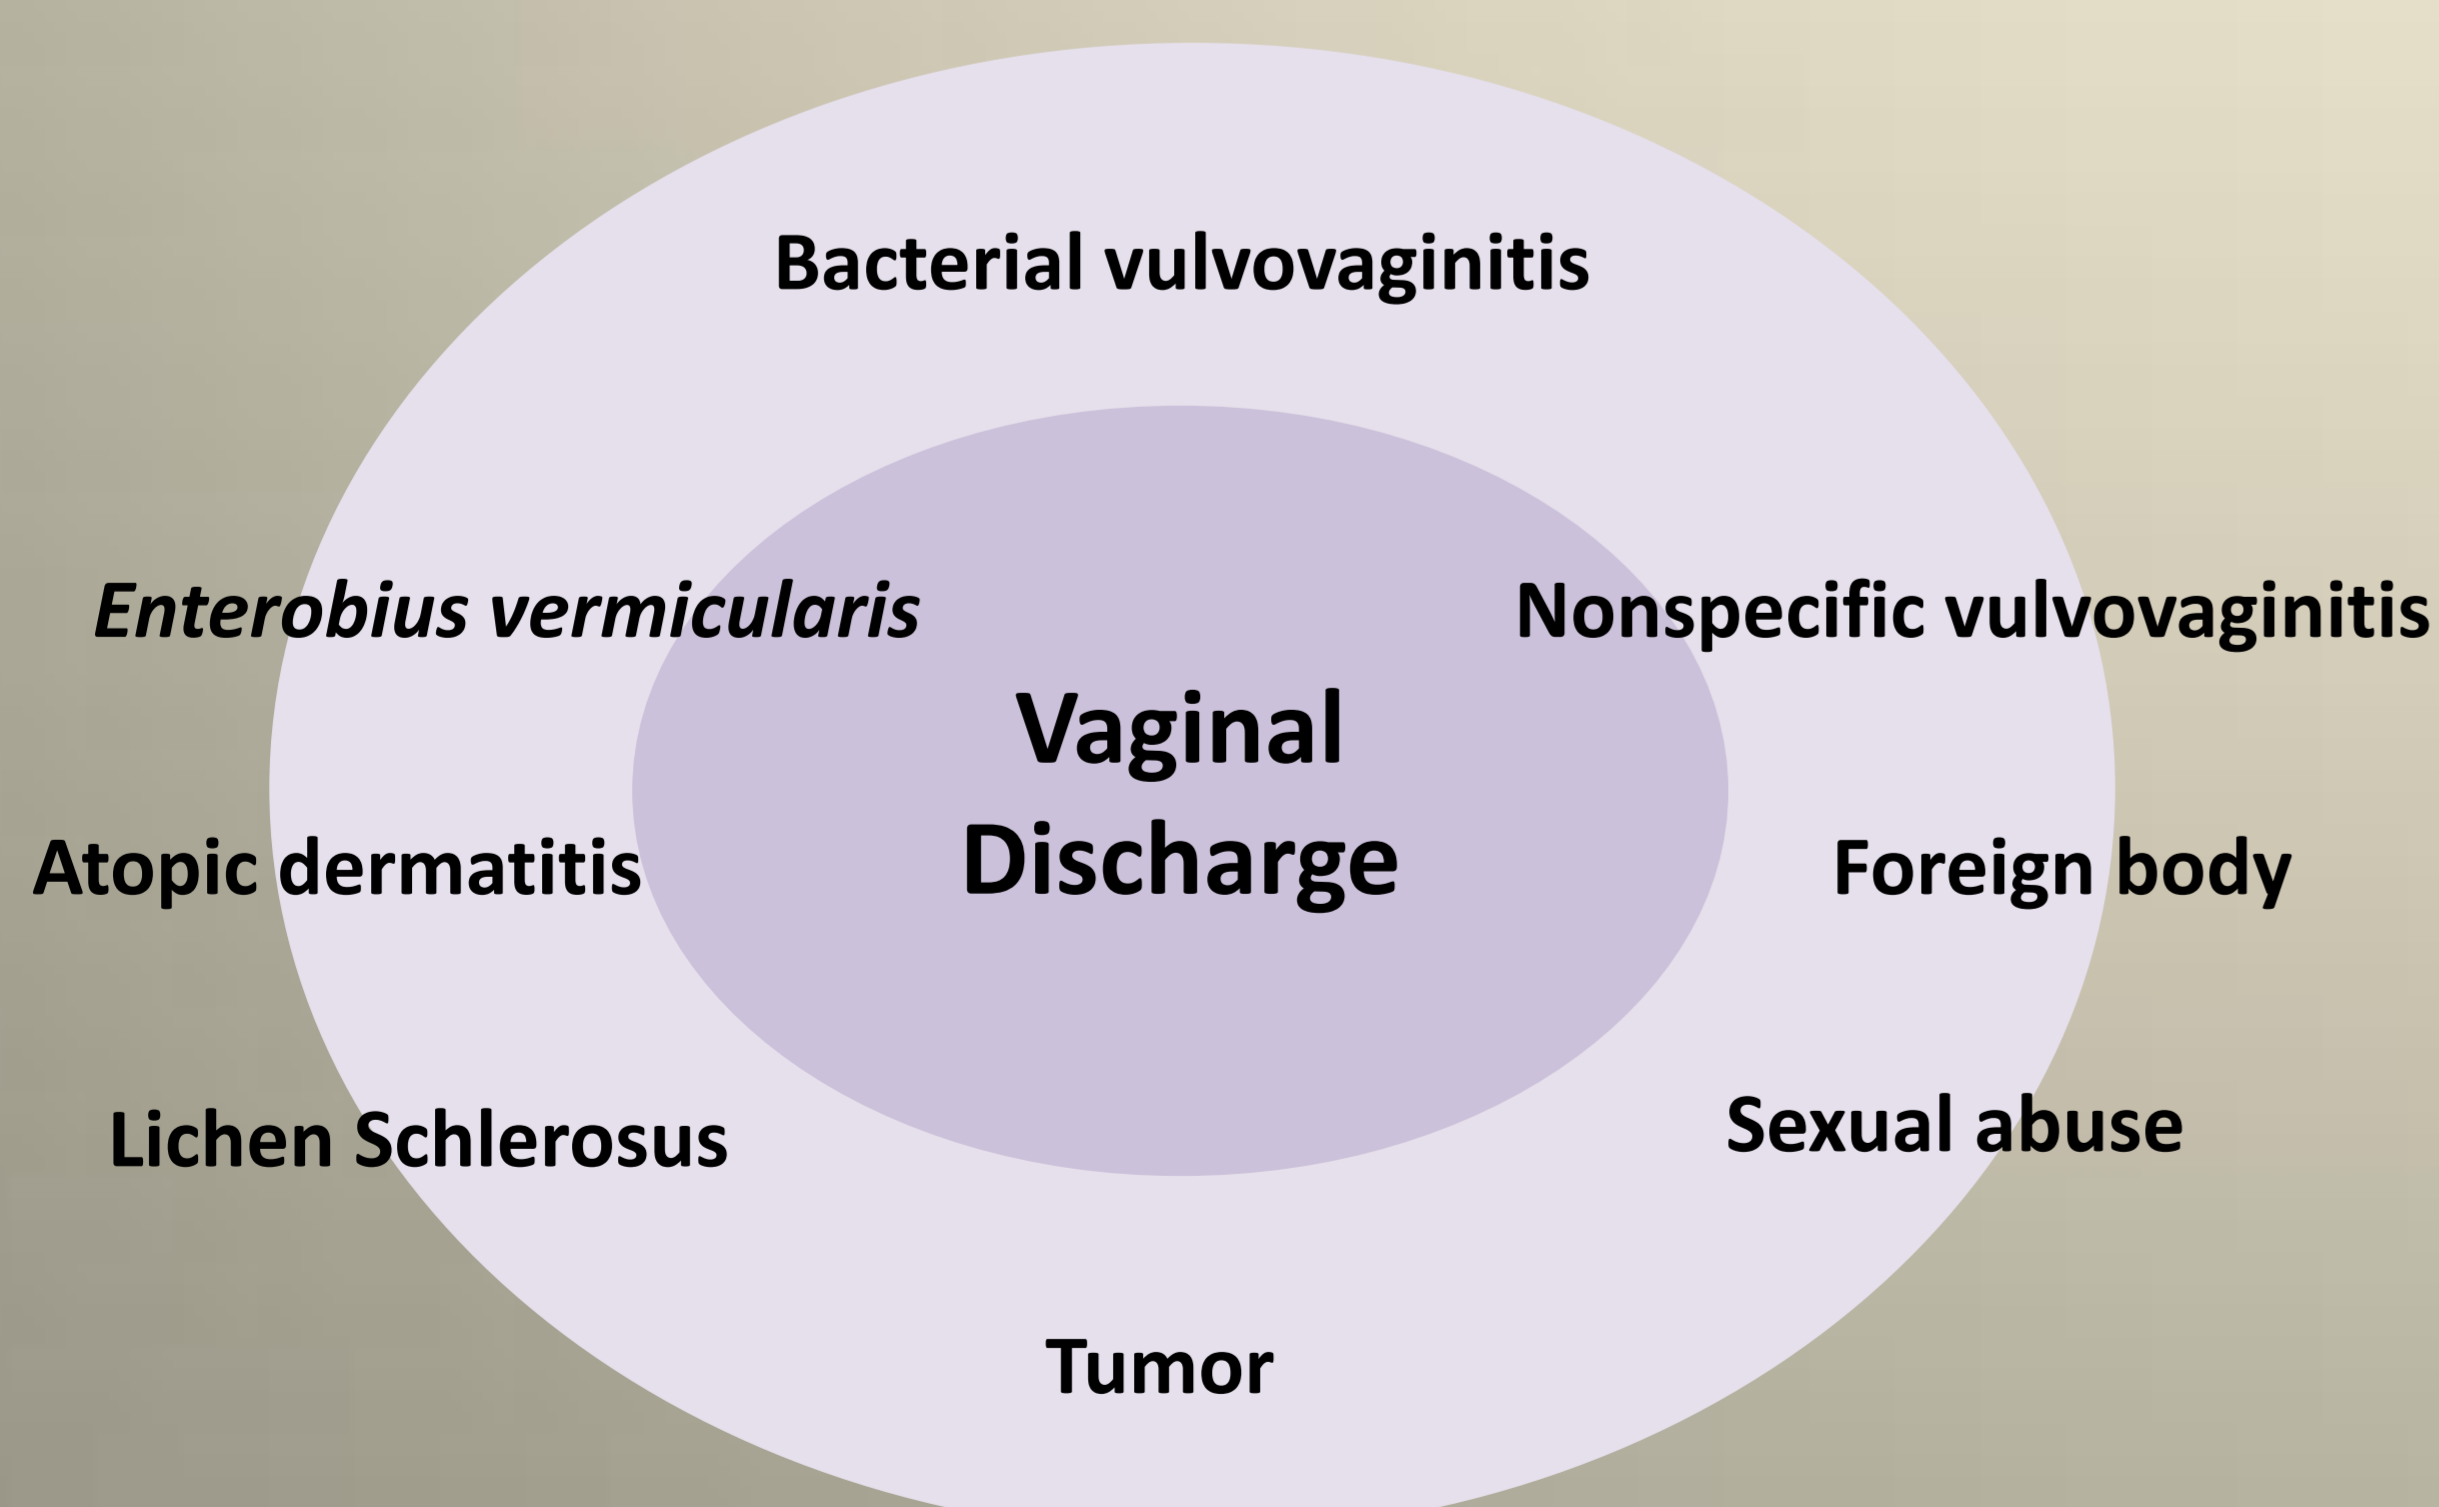 Bacterial vulvovaginitis
Enterobius vermicularis
Nonspecific vulvovaginitis
Vaginal
Discharge
Atopic dermatitis
Foreign body
Lichen Schlerosus
Sexual abuse
Tumor